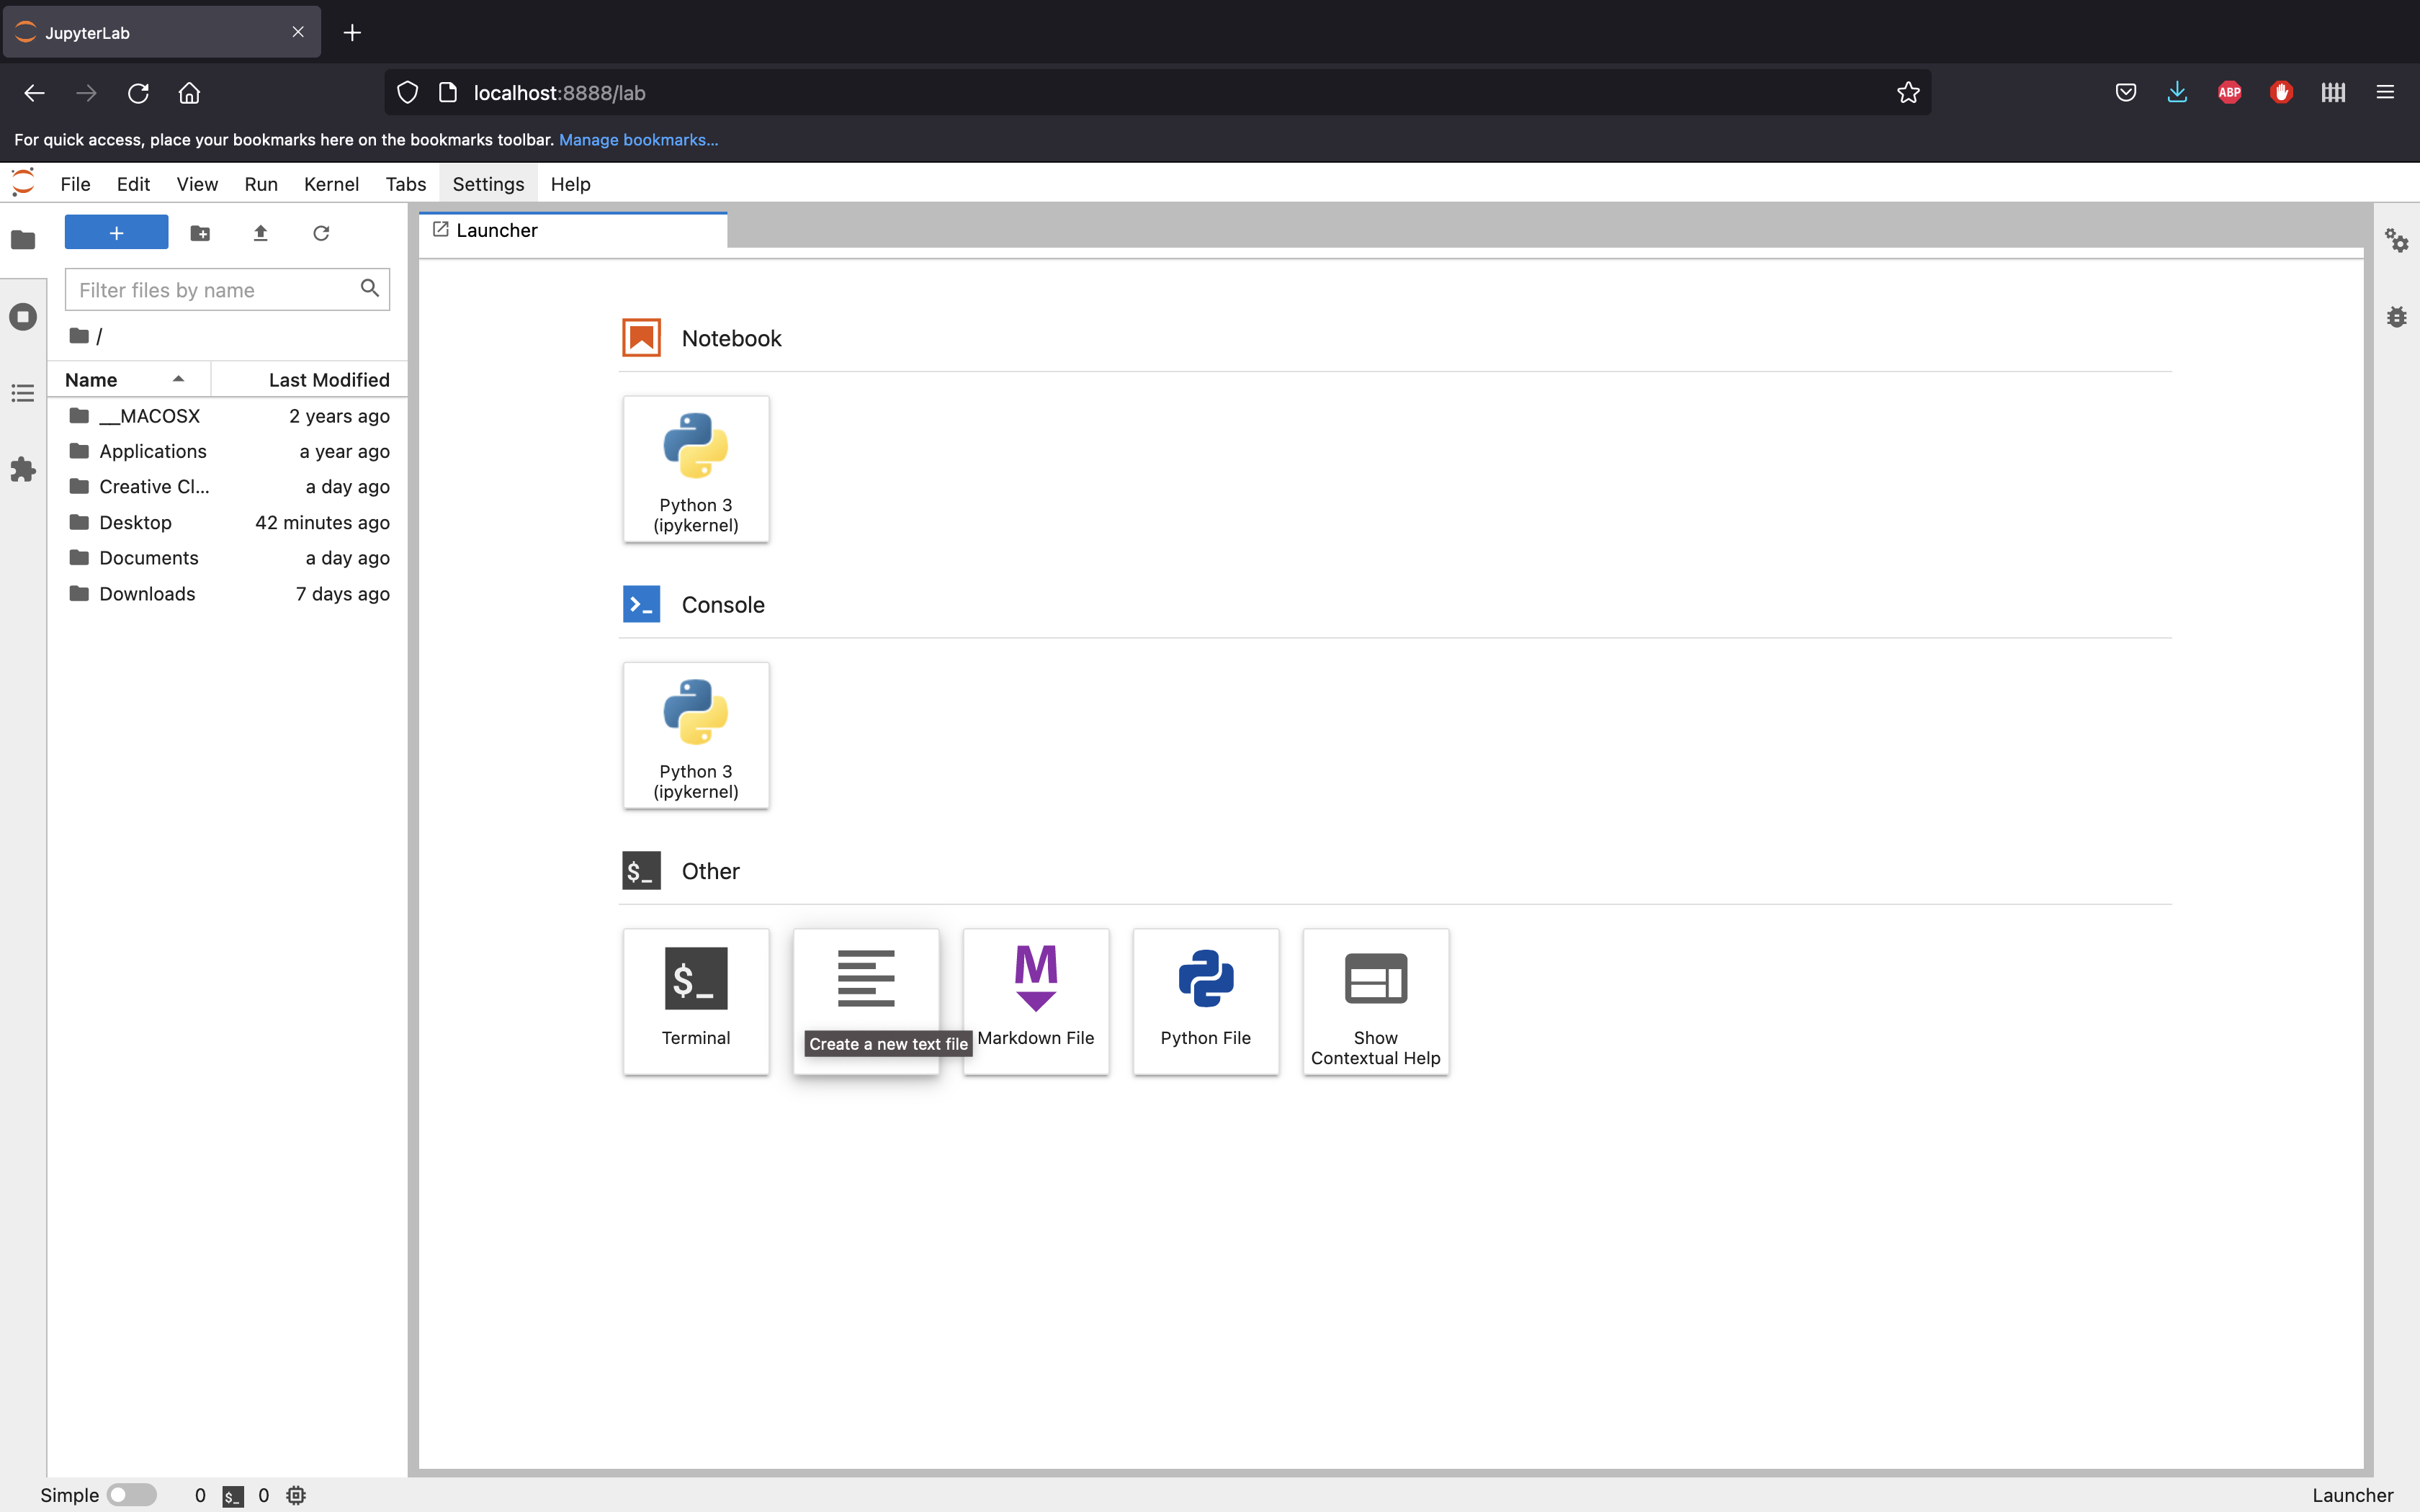 JupyterLab
localhost:8888/lab
ABP
For quick access, place your bookmarks here on the bookmarks toolbar. Manage bookmarks...
File Edit View Run Kernel Tabs Settings Help
Launcher
Filter files by name
/
Name Last Modified
__MACOSX 2 years ago
Applications a year ago
Creative Cl... a day ago
Desktop 42 minutes ago
Documents a day ago
Downloads 7 days ago
Notebook
Python 3
(ipykernel)
Console
Python 3
(ipykernel)
$_ Other
$_
Terminal
Create a new text file
M
Markdown File
Python File
Show
Contextual Help
Simple 0 $_ 0 Launcher